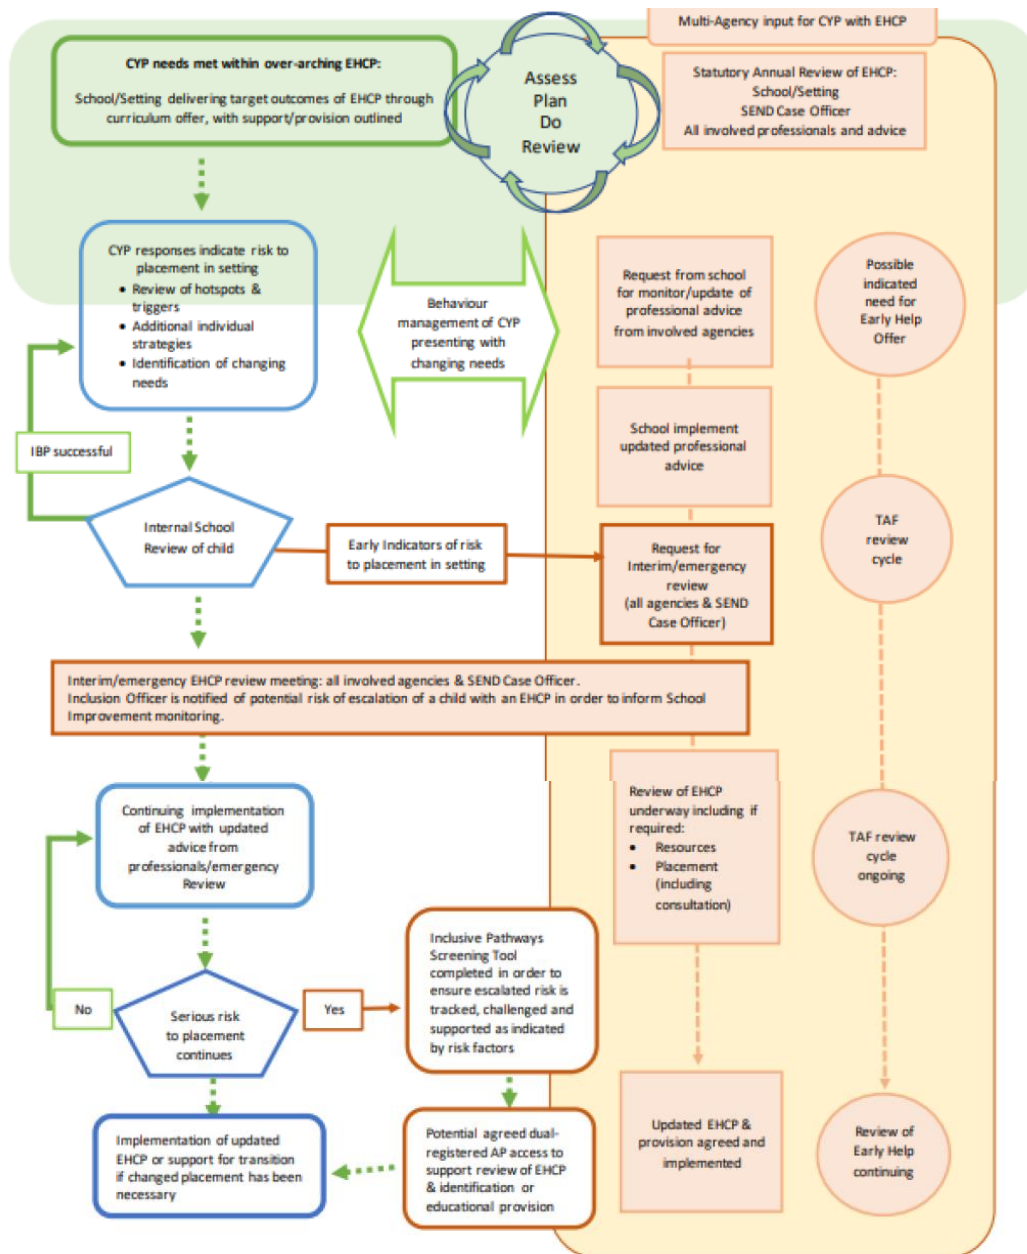 Multi-Agency input for CYP with EHCP
CYP needs met within over-arching EHCP:
School/Setting delivering target outcomes of EHCP through
curriculum offer, with support/provision outlined
Assess
Plan
Do
Review
Statutory Annual Review of EHCP:
School/Setting
SEND Case Officer
All involved professionals and advice
CYP responses indicate risk to
placement in setting
• Review of hotspots &
triggers
• Additional individual
strategies
• Identification of changing
needs
Behaviour
management of CYP
presenting with
changing needs
Request from school
for monitor/update of
professional advice
from involved agencies
Possible
indicated
need for
Early Help
Offer
IBP successful
School implement
updated professional
advice
Internal School
Review of child
Early Indicators of risk
to placement in setting
Request for
Interim/emergency
review
(all agencies & SEND
Case Officer)
TAF
review
cycle
Interim/emergency EHCP review meeting: all involved agencies & SEND Case Officer.
Inclusion Officer is notified of potential risk of escalation of a child with an EHCP in order to inform School
Improvement monitoring.
Continuing implementation
of EHCP with updated
advice from
professionals/emergency
Review
Review of EHCP
underway including if
required:
• Resources
• Placement
(including
consultation)
TAF review
cycle
ongoing
No
Serious risk
to placement
continues
Yes
Inclusive Pathways
Screening Tool
completed in order to
ensure escalated risk is
tracked, challenged and
supported as indicated
by risk factors
Implementation of updated
EHCP or support for transition
if changed placement has been
necessary
Potential agreed dual-
registered AP access to
support review of EHCP
& identification or
educational provision
Updated EHCP &
provision agreed and
implemented
Review of
Early Help
continuing